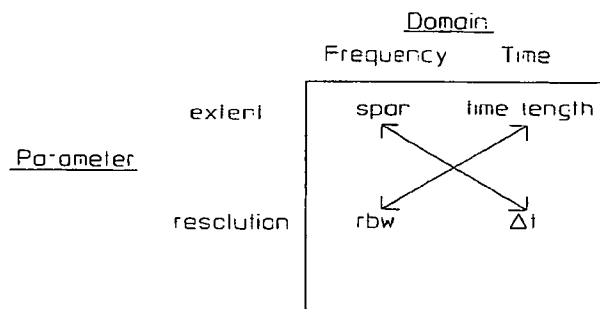 Domain
Frequency Time
extent span time length
Parameter
resolution rbw Δt